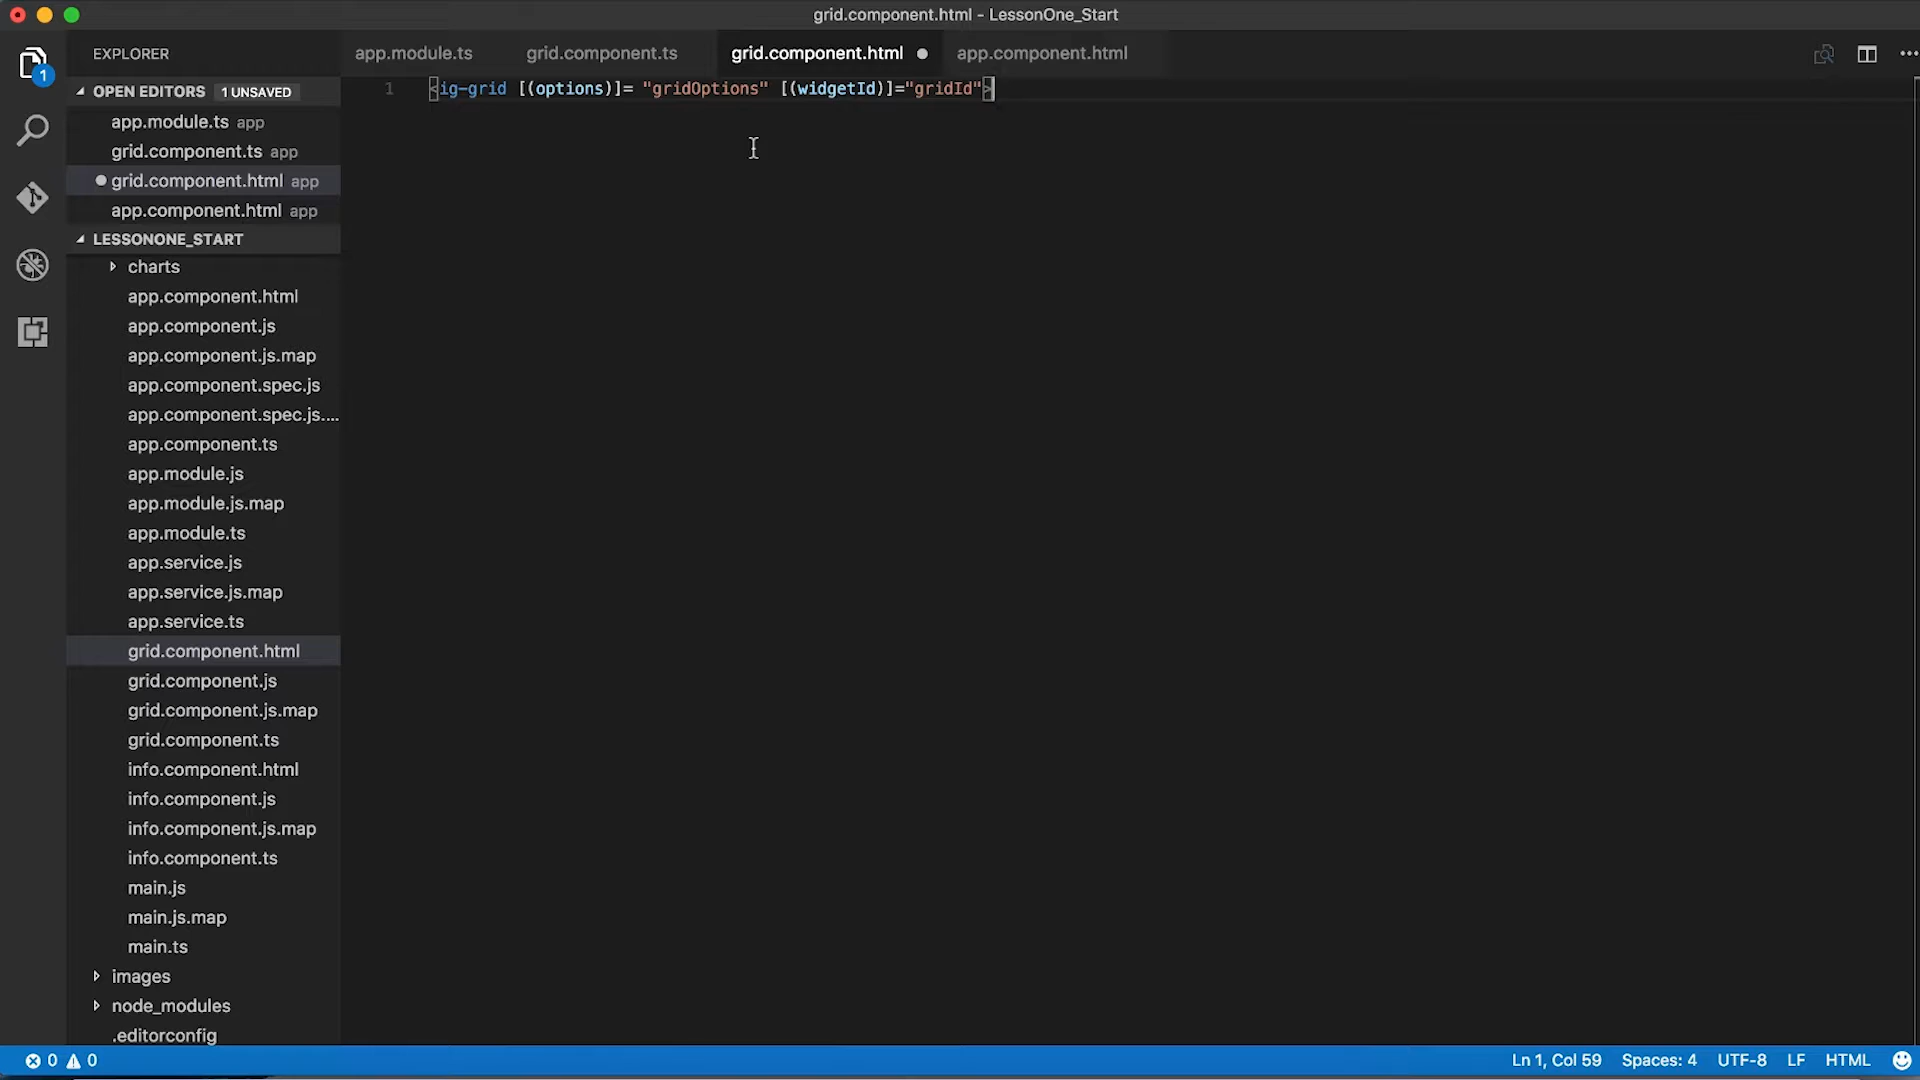 grid.component.html - LessonOne_Start
EXPLORER
app.module.ts
grid.component.ts
grid.component.html
app.component.html
1
OPEN EDITORS 1 UNSAVED
app.module.ts app
grid.component.ts app
grid.component.html app
app.component.html app
LESSONONE_START
charts
app.component.html
app.component.js
app.component.js.map
app.component.spec.js
app.component.spec.js....
app.component.ts
app.module.js
app.module.js.map
app.module.ts
app.service.js
app.service.js.map
app.service.ts
grid.component.html
grid.component.js
grid.component.js.map
grid.component.ts
info.component.html
info.component.js
info.component.js.map
info.component.ts
main.js
main.js.map
main.ts
images
node_modules
.editorconfig
1 <ig-grid [(options)]= "gridOptions" [(widgetId)]="gridId">
0 0
Ln 1, Col 59 Spaces: 4 UTF-8 LF HTML